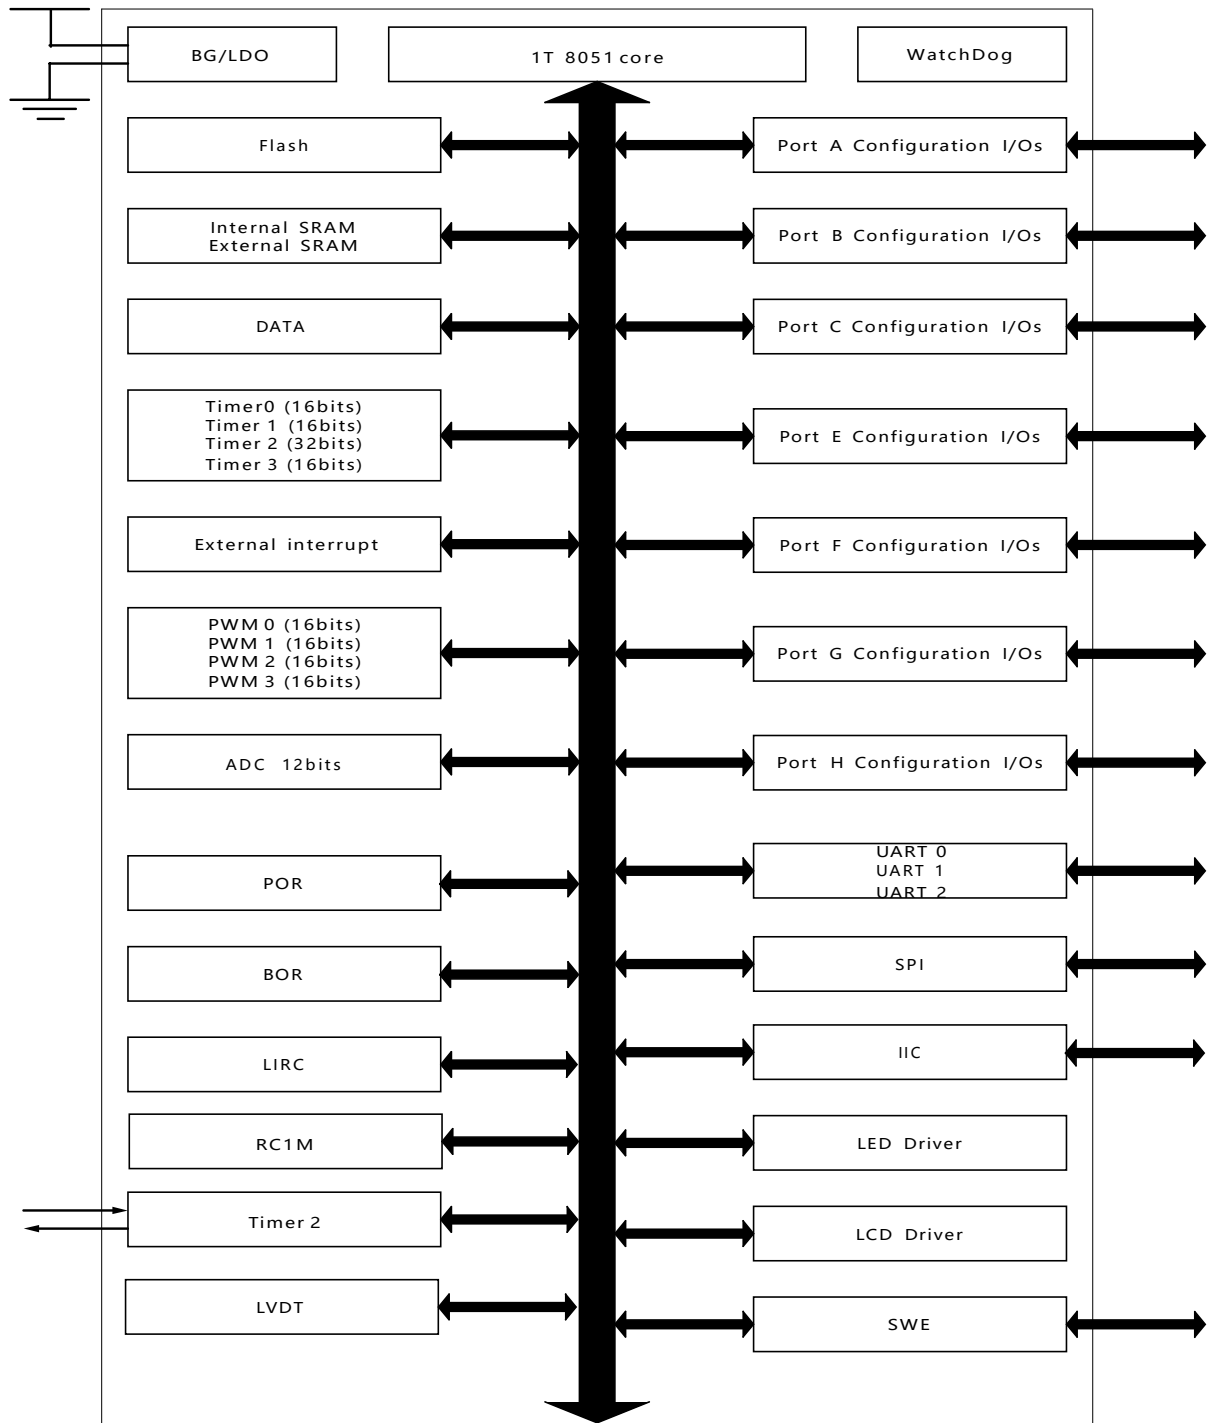 BG/LDO
1T 8051 core
WatchDog
Flash
Port A Configuration I/Os
Internal SRAM
External SRAM
Port B Configuration I/Os
DATA
Port C Configuration I/Os
Timer0 (16bits)
Timer 1 (16bits)
Timer 2 (32bits)
Timer 3 (16bits)
Port E Configuration I/Os
External interrupt
Port F Configuration I/Os
PWM 0 (16bits)
PWM 1 (16bits)
PWM 2 (16bits)
PWM 3 (16bits)
Port G Configuration I/Os
ADC 12bits
Port H Configuration I/Os
POR
UART 0
UART 1
UART 2
BOR
SPI
LIRC
IIC
RC1M
LED Driver
Timer 2
LCD Driver
LVDT
SWE